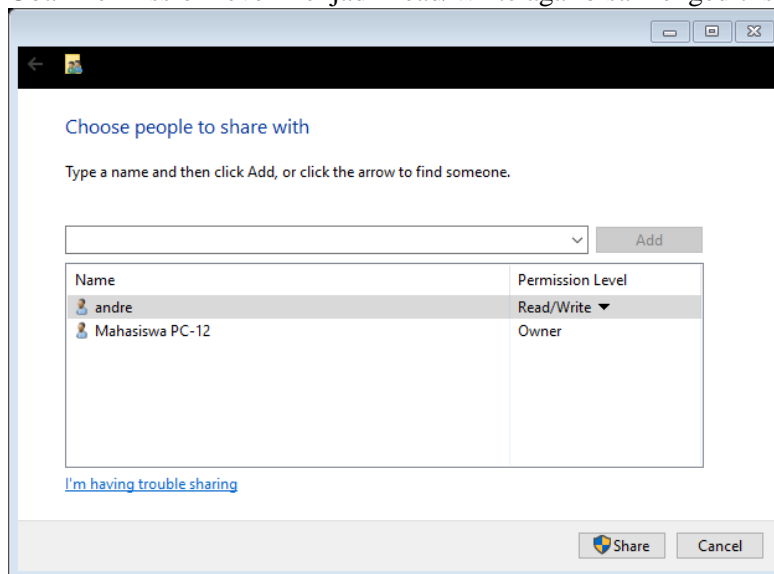 Choose people to share with
Type a name and then click Add, or click the arrow to find someone.
Add
Name Permission Level
andre Read/Write
Mahasiswa PC-12 Owner
I'm having trouble sharing
Share Cancel